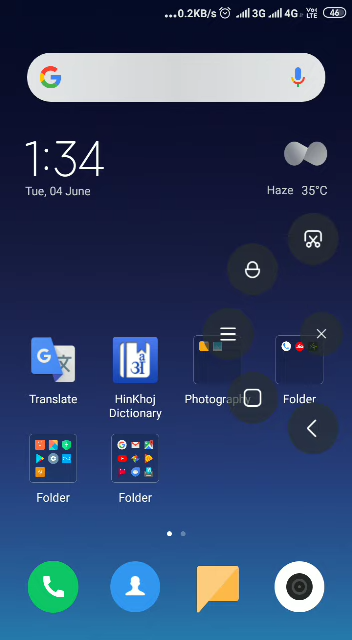 ...0.2KB/s 3G 4G VoLTE 46
1:34
Tue, 04 June
Haze 35°C
Translate
HinKhoj Dictionary
Photography
Folder
Folder
Folder